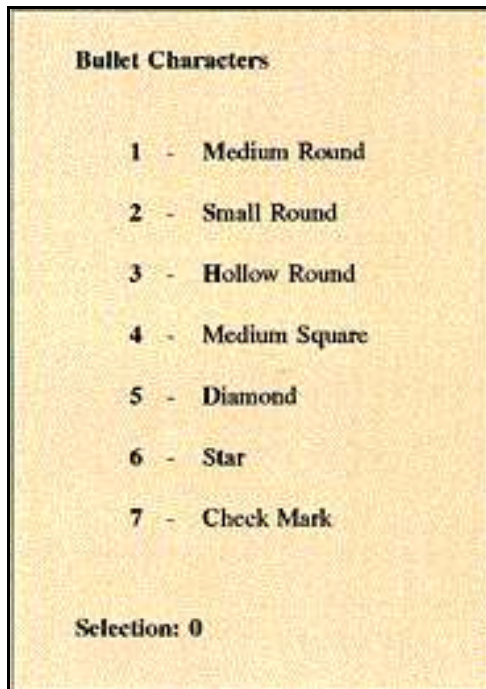 Bullet Characters
1 - Medium Round
2 - Small Round
3 - Hollow Round
4 - Medium Square
5 - Diamond
6 - Star
7 - Check Mark
Selection: 0